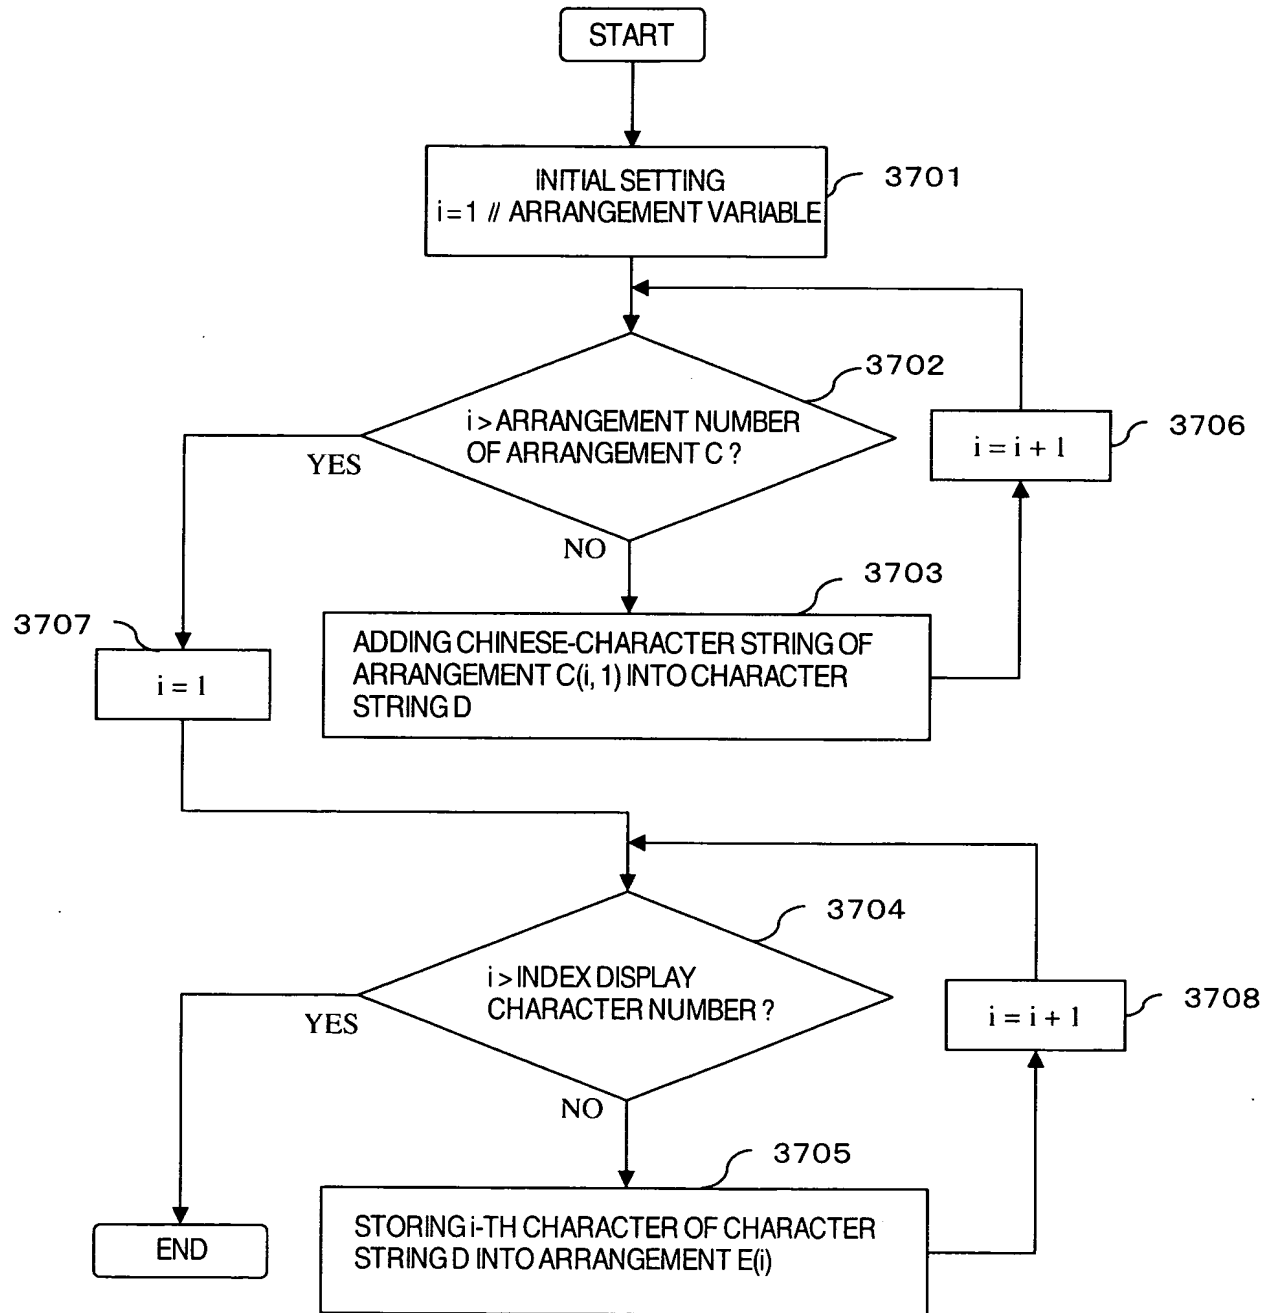 START
INITIAL SETTING
i = 1 // ARRANGEMENT VARIABLE
3701
i > ARRANGEMENT NUMBER
OF ARRANGEMENT C ?
3702
YES
NO
i = i + 1
3706
3703
ADDING CHINESE-CHARACTER STRING OF
ARRANGEMENT C(i, 1) INTO CHARACTER
STRING D
3707
i = 1
3704
i > INDEX DISPLAY
CHARACTER NUMBER ?
YES
NO
i = i + 1
3708
3705
STORING i-TH CHARACTER OF CHARACTER
STRING D INTO ARRANGEMENT E(i)
END